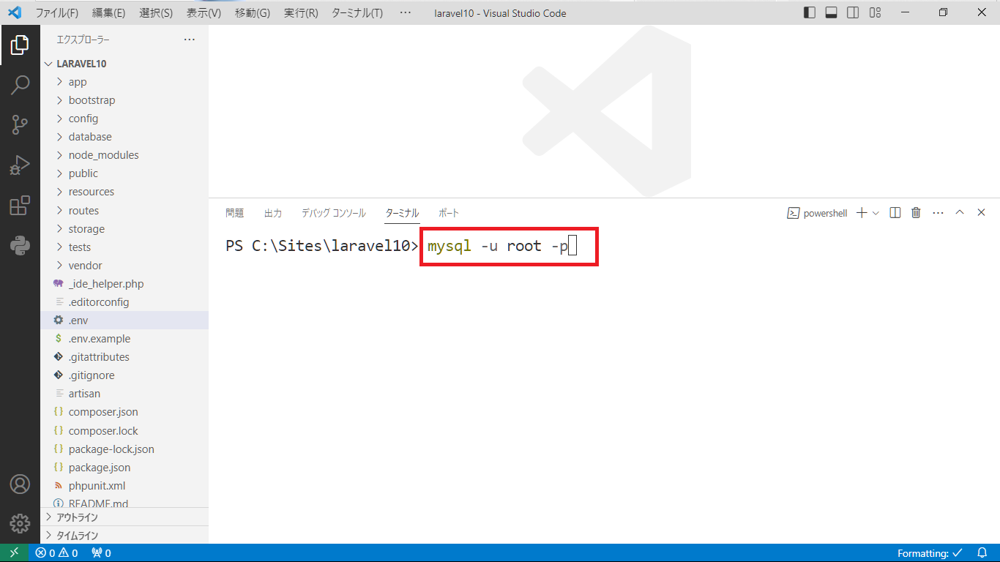 ファイル(F) 編集(E) 選択(S) 表示(V) 移動(G) 実行(R) ターミナル(T) ··· laravel10 - Visual Studio Code
エクスプローラー ···
LARAVEL10
app
bootstrap
config
database
node_modules
public
resources
routes
storage
tests
vendor
_ide_helper.php
.editorconfig
.env
.env.example
.gitattributes
.gitignore
artisan
composer.json
composer.lock
package-lock.json
package.json
phpunit.xml
README.md
アウトライン
タイムライン
問題 出力 デバッグ コンソール ターミナル ポート powershell ···
PS C:\Sites\laravel10> mysql -u root -p
0 0 0 Formatting: